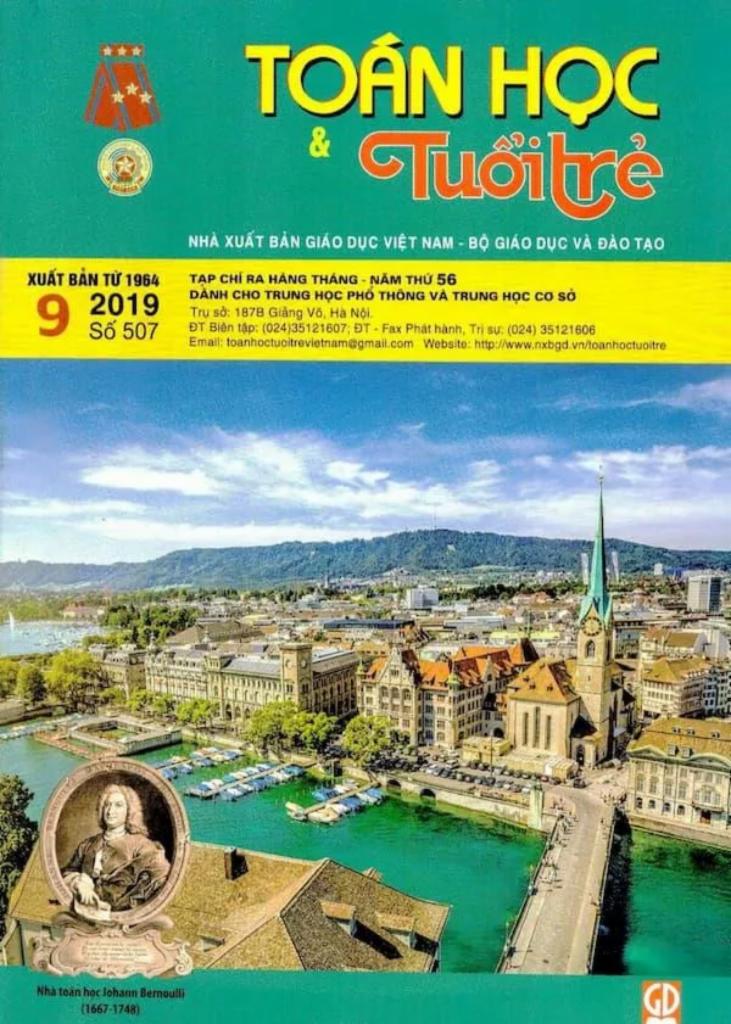 TOÁN HỌC
& Tuổi trẻ
NHÀ XUẤT BẢN GIÁO DỤC VIỆT NAM - BỘ GIÁO DỤC VÀ ĐÀO TẠO
XUẤT BẢN TỪ 1964
9 2019
Số 507
TẠP CHÍ RA HÀNG THÁNG - NĂM THỨ 56
DÀNH CHO TRUNG HỌC PHỔ THÔNG VÀ TRUNG HỌC CƠ SỞ
Trụ sở: 187B Giảng Võ, Hà Nội.
ĐT Biên tập: (024)35121607; ĐT - Fax Phát hành, Trị sự: (024) 35121606
Email: toanhoctuoitrevietnam@gmail.com Website: http://www.nxbgd.vn/toanhoctuoitre
Nhà toán học Johann Bernoulli
(1667-1748)
GD